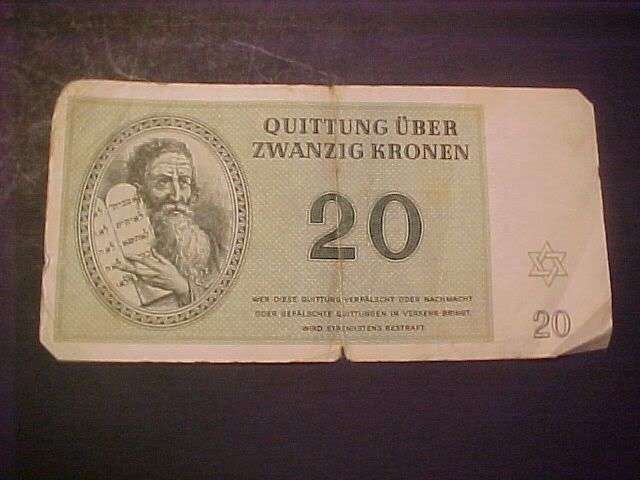 QUITTUNG ÜBER
ZWANZIG KRONEN
20
WER DIESE QUITTUNG VERFÄLSCHT ODER NACHMACHT
ODER GEFÄLSCHTE QUITTUNGEN IN VERKEHR BRINGT,
WIRD STRENGSTENS BESTRAFT.
20